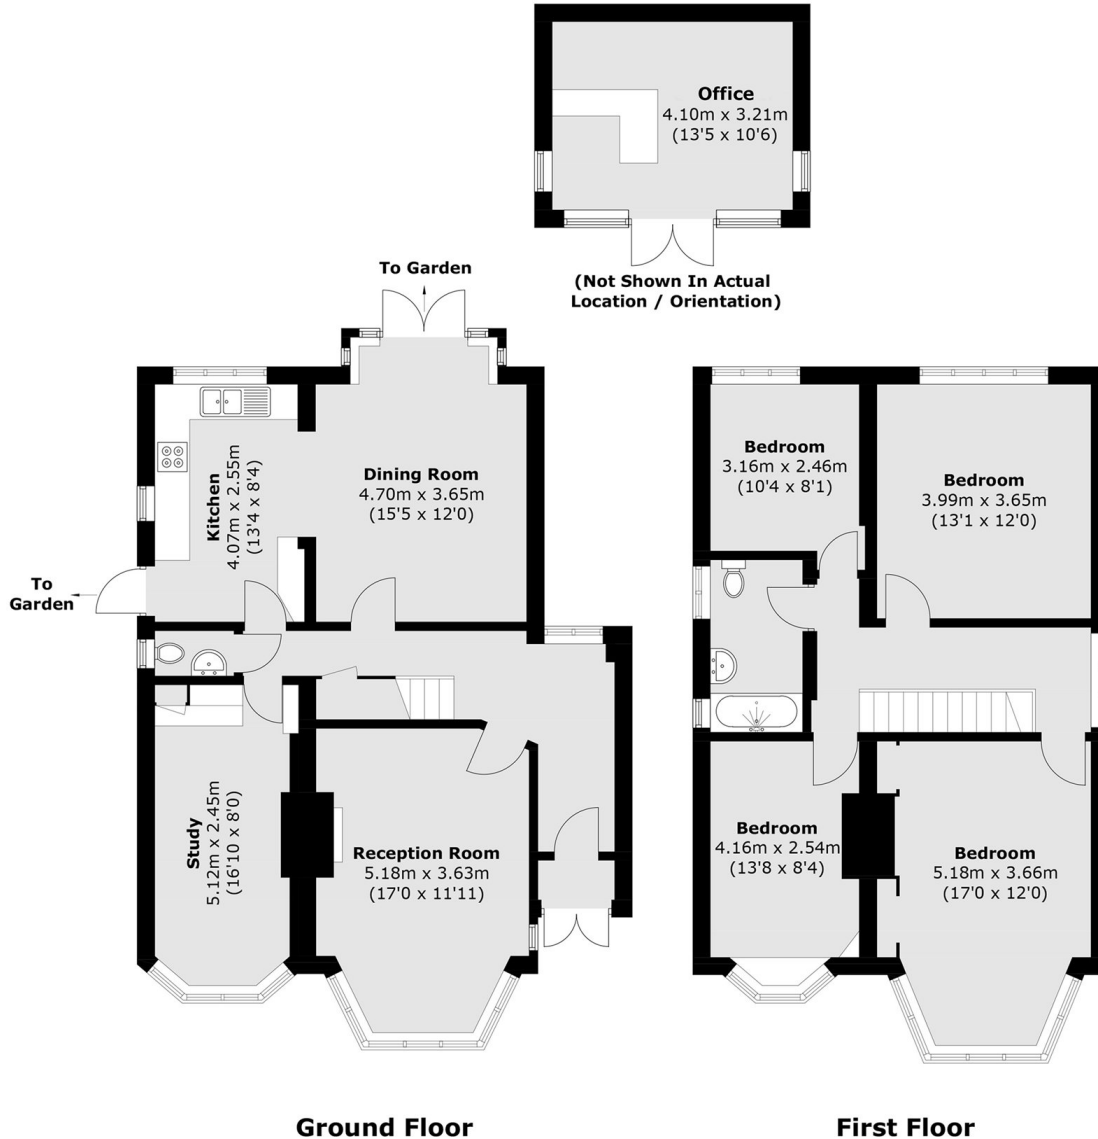 Office
4.10m x 3.21m
(13'5 x 10'6)
(Not Shown In Actual
Location / Orientation)
To Garden
Dining Room
4.70m x 3.65m
(15'5 x 12'0)
Kitchen
4.07m x 2.55m
(13'4 x 8'4)
To
Garden
Study
5.12m x 2.45m
(16'10 x 8'0)
Reception Room
5.18m x 3.63m
(17'0 x 11'11)
Ground Floor
Bedroom
3.16m x 2.46m
(10'4 x 8'1)
Bedroom
3.99m x 3.65m
(13'1 x 12'0)
Bedroom
4.16m x 2.54m
(13'8 x 8'4)
Bedroom
5.18m x 3.66m
(17'0 x 12'0)
First Floor